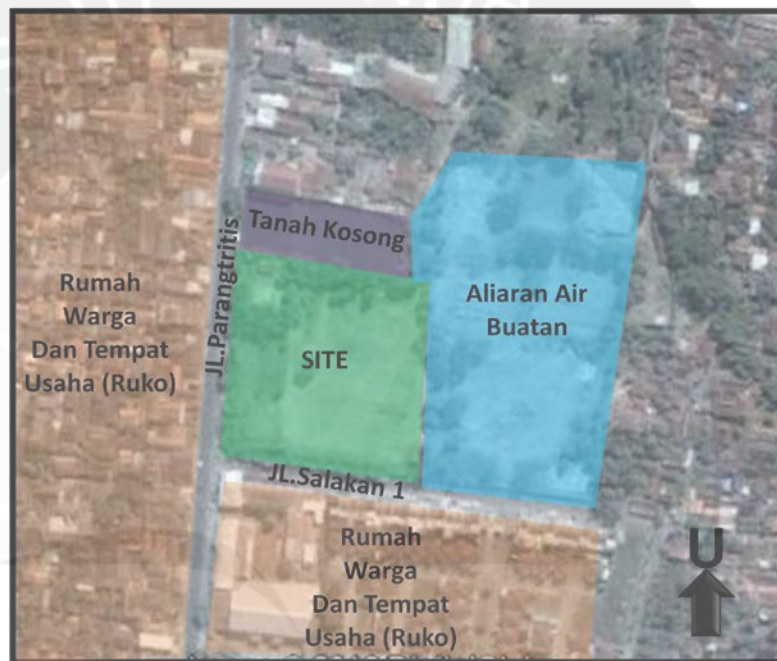 Tanah Kosong
JL.Parangtritis
Rumah
Warga
Dan Tempat
Usaha (Ruko)
Aliaran Air
Buatan
SITE
JL.Salakan 1
Rumah
Warga
Dan Tempat
Usaha (Ruko)
U